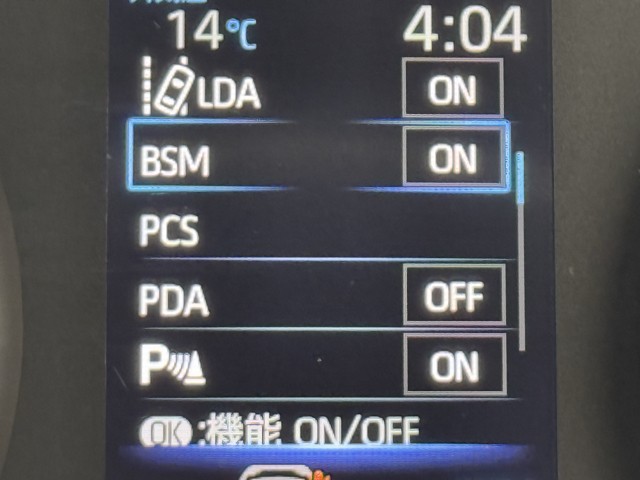 14℃ 4:04
LDA ON
BSM ON
PCS
PDA OFF
P ON
OK :機能 ON/OFF